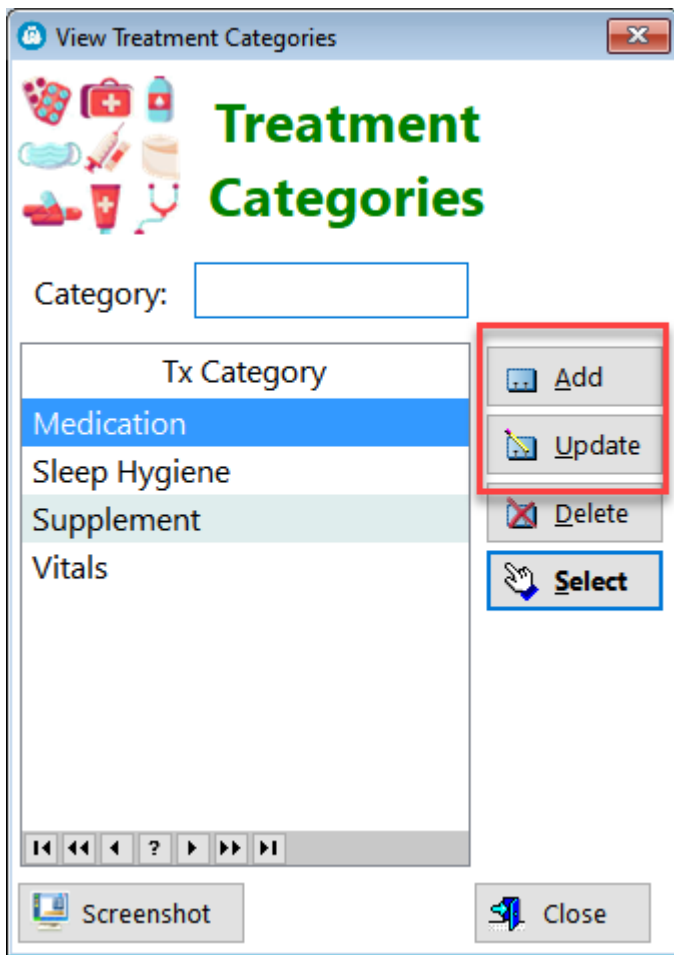 View Treatment Categories
Treatment
Categories
Category:
Tx Category
Medication
Sleep Hygiene
Supplement
Vitals
Add
Update
Delete
Select
?
Screenshot
Close